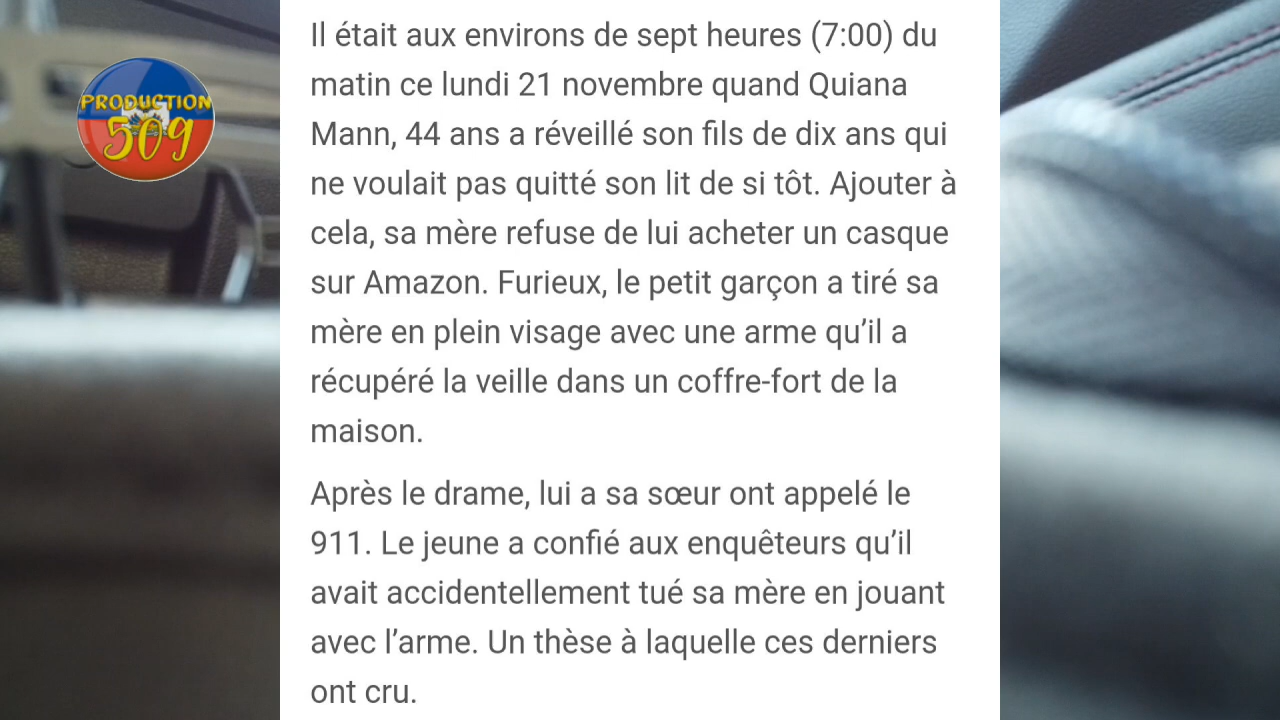 PRODUCTION
509
Il était aux environs de sept heures (7:00) du
matin ce lundi 21 novembre quand Quiana
Mann, 44 ans a réveillé son fils de dix ans qui
ne voulait pas quitté son lit de si tôt. Ajouter à
cela, sa mère refuse de lui acheter un casque
sur Amazon. Furieux, le petit garçon a tiré sa
mère en plein visage avec une arme qu’il a
récupéré la veille dans un coffre-fort de la
maison.
Après le drame, lui a sa sœur ont appelé le
911. Le jeune a confié aux enquêteurs qu’il
avait accidentellement tué sa mère en jouant
avec l’arme. Un thèse à laquelle ces derniers
ont cru.